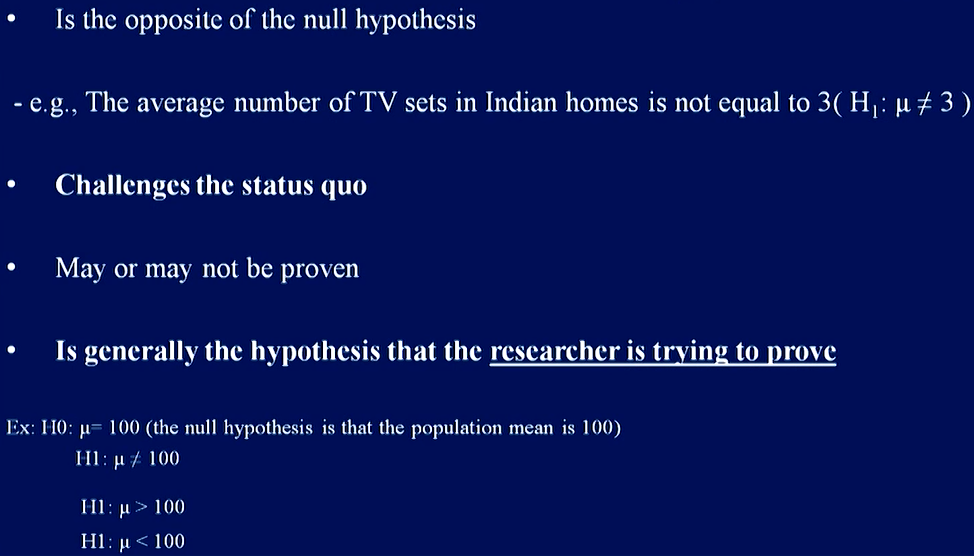 • Is the opposite of the null hypothesis
- e.g., The average number of TV sets in Indian homes is not equal to 3( H₁: μ ≠ 3 )
• Challenges the status quo
• May or may not be proven
• Is generally the hypothesis that the researcher is trying to prove
Ex: H0: μ= 100 (the null hypothesis is that the population mean is 100)
H1: μ ≠ 100
H1: μ > 100
H1: μ < 100